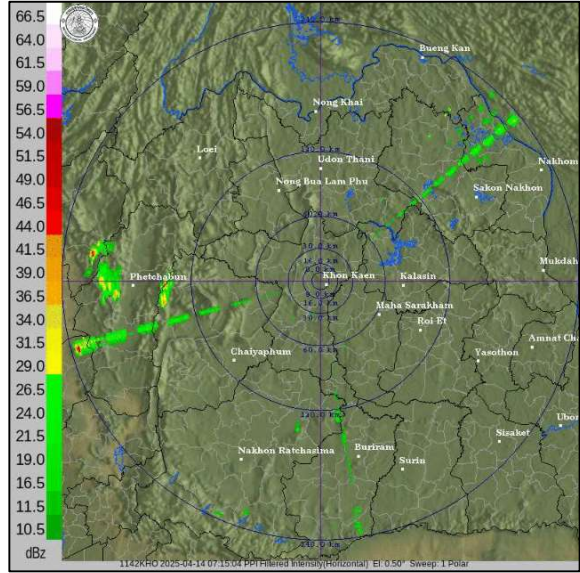 66.5
64.0
61.5
59.0
56.5
54.0
51.5
49.0
46.5
44.0
41.5
39.0
36.5
34.0
31.5
29.0
26.5
24.0
21.5
19.0
16.5
14.0
11.5
10.5
dBz
Bueng Kan
Nong Khai
Loei
Udon Thani
Nakhom
Nong Bua Lam Phu
Sakon Nakhon
Mukdah
Phetchabun
Khon Kaen
Kalasin
Maha Sarakham
Roi Et
Chaiyaphum
Yasothon
Amnat Cha
Ubon
Sisaket
Nakhon Ratchasima
Buriram
Surin
1142KHO 2025-04-14 07:15:04 PPI Filtered Intensity(Horizontal) El: 0.50° Sweep: 1 Polar